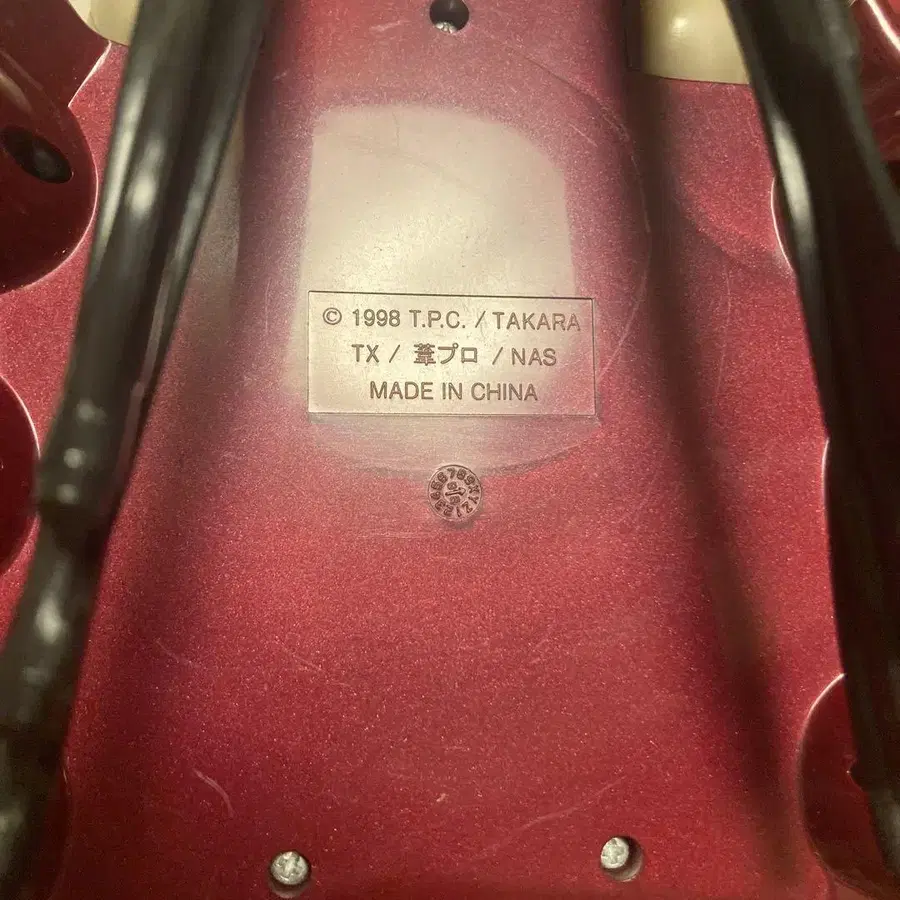 © 1998 T.P.C. / TAKARA
TX / 葦プロ / NAS
MADE IN CHINA